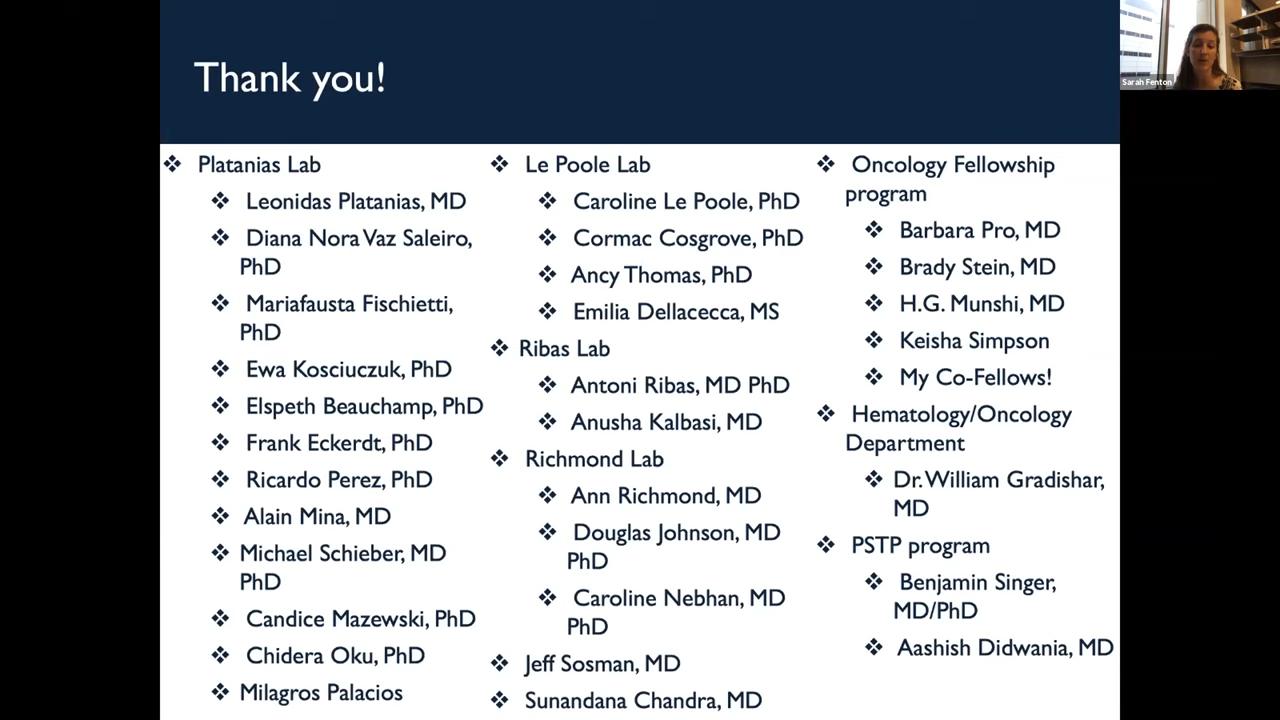 Thank you!
Platanias Lab
Leonidas Platanias, MD
Diana Nora Vaz Saleiro,
PhD
Mariafausta Fischietti,
PhD
Ewa Kosciuczuk, PhD
Elspeth Beauchamp, PhD
Frank Eckerdt, PhD
Ricardo Perez, PhD
Alain Mina, MD
Michael Schieber, MD
PhD
Candice Mazewski, PhD
Chidera Oku, PhD
Milagros Palacios
Le Poole Lab
Caroline Le Poole, PhD
Cormac Cosgrove, PhD
Ancy Thomas, PhD
Emilia Dellacecca, MS
Ribas Lab
Antoni Ribas, MD PhD
Anusha Kalbasi, MD
Richmond Lab
Ann Richmond, MD
Douglas Johnson, MD
PhD
Caroline Nebhan, MD
PhD
Jeff Sosman, MD
Sunandana Chandra, MD
Oncology Fellowship
program
Barbara Pro, MD
Brady Stein, MD
H.G. Munshi, MD
Keisha Simpson
My Co-Fellows!
Hematology/Oncology
Department
Dr. William Gradishar,
MD
PSTP program
Benjamin Singer,
MD/PhD
Aashish Didwania, MD
Sarah Fenton